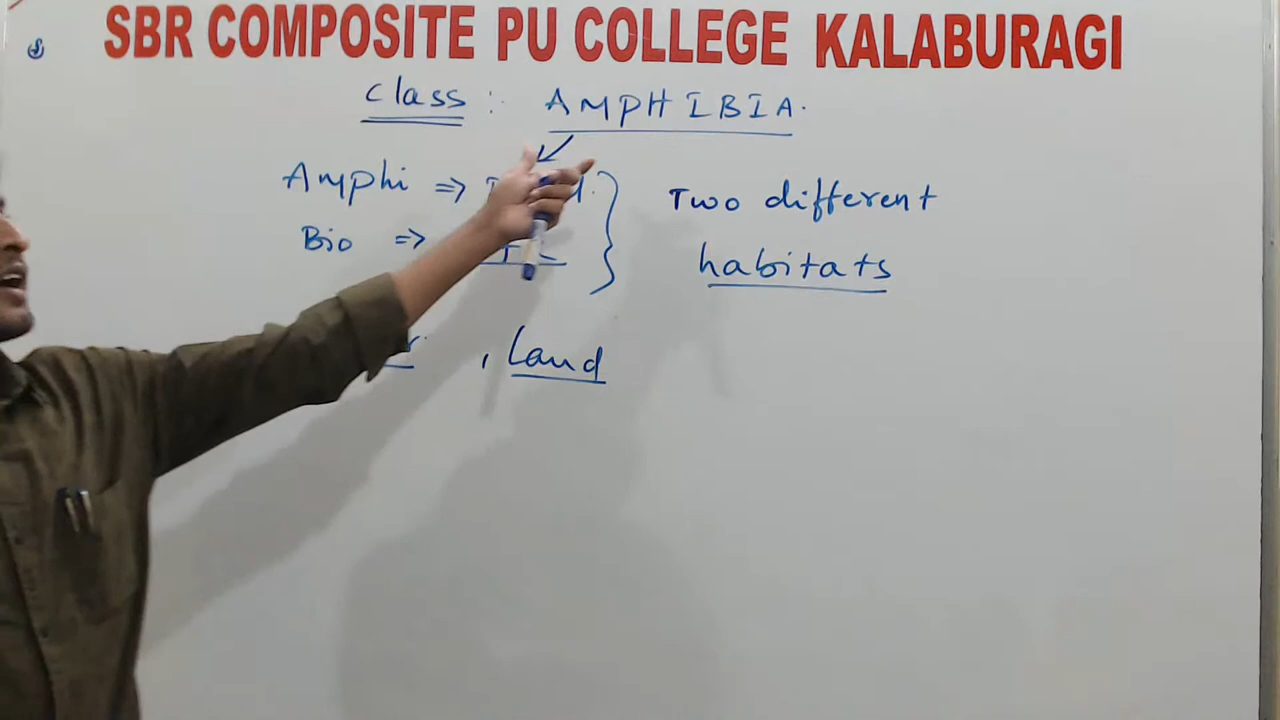 SBR COMPOSITE PU COLLEGE KALABURAGI
Class : AMPHIBIA.
Amphi ⇒
Two different
Bio ⇒
habitats
, Land